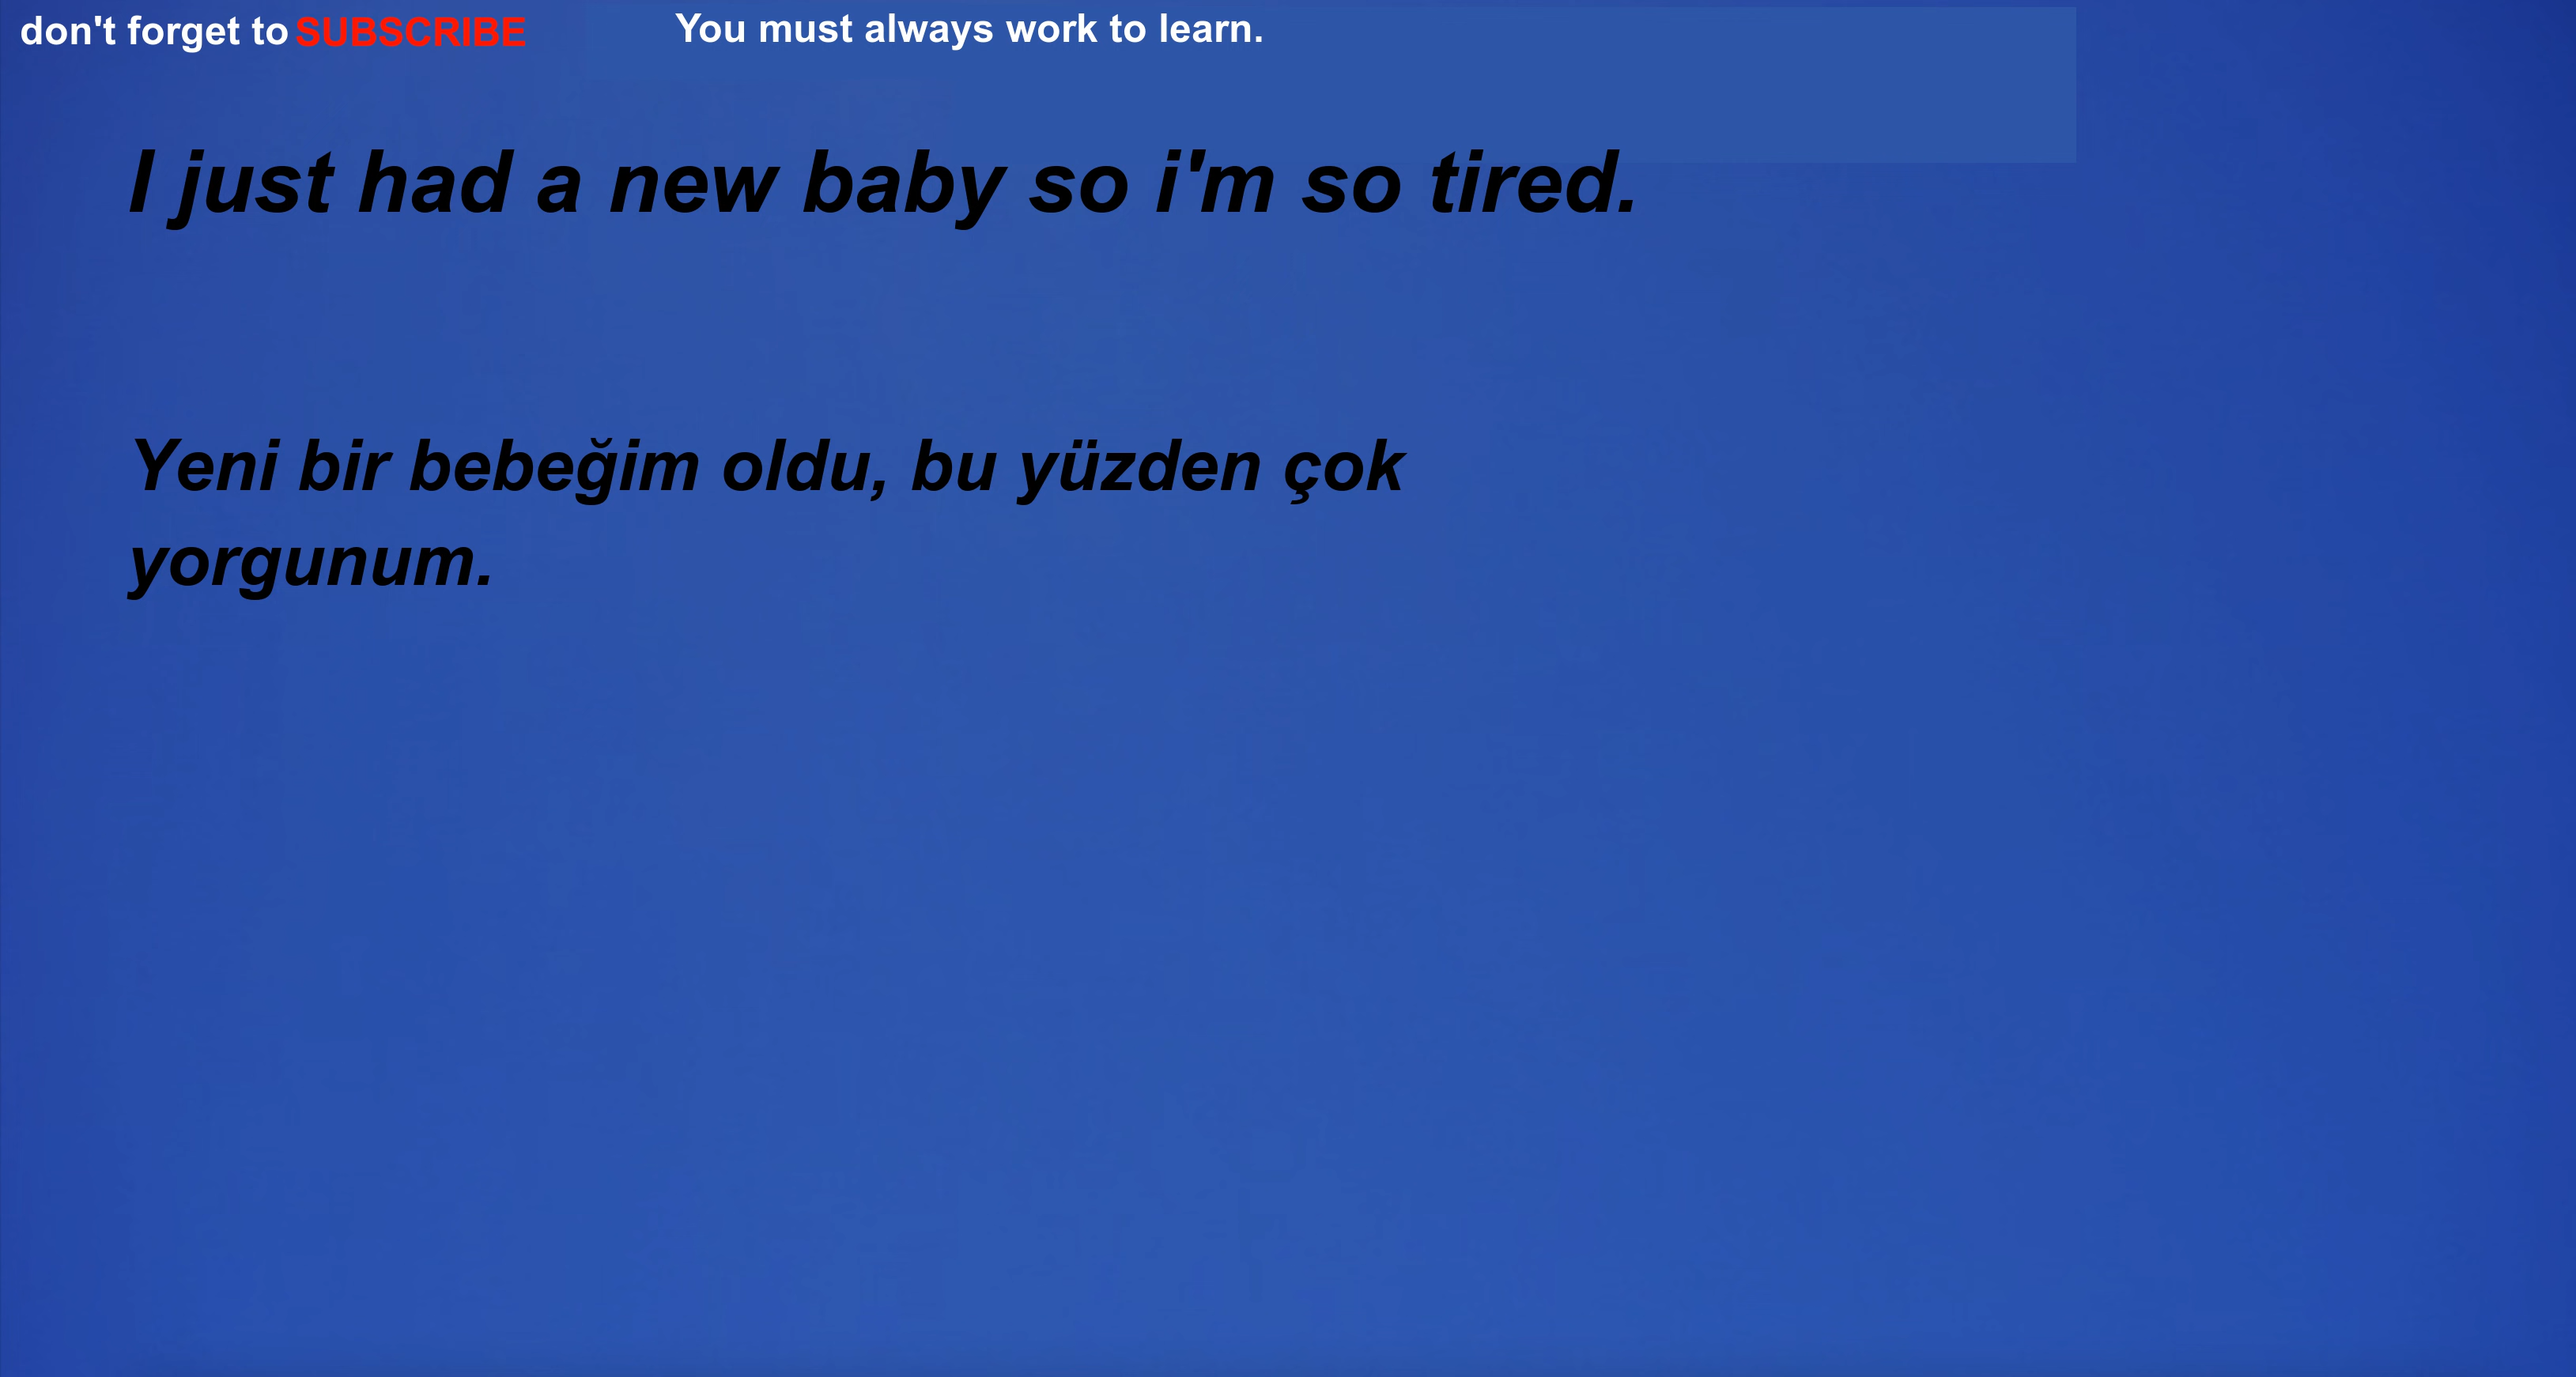 don't forget to SUBSCRIBE
You must always work to learn.
I just had a new baby so i'm so tired.
Yeni bir bebeğim oldu, bu yüzden çok
yorgunum.